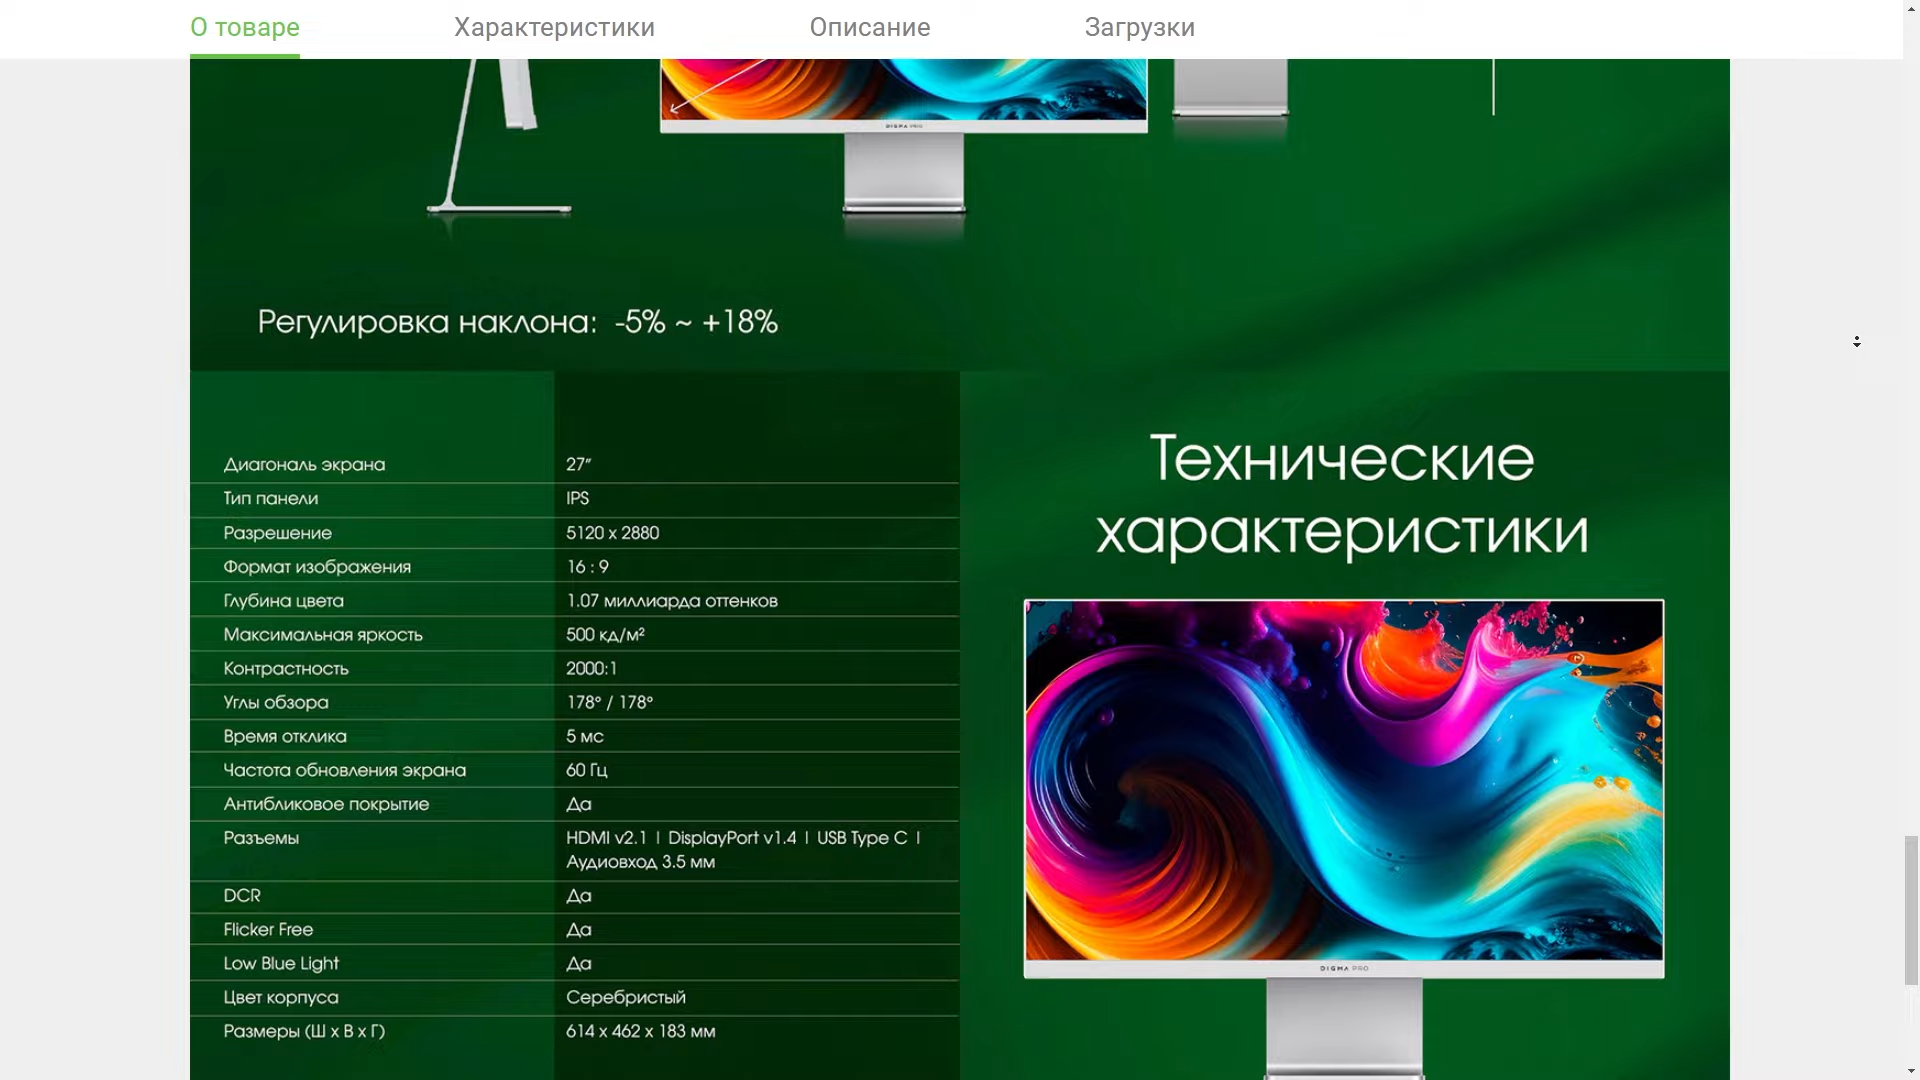 О товаре
Характеристики
Описание
Загрузки
DIGMA PRO
Регулировка наклона: -5% ~ +18%
Технические
характеристики
Диагональ экрана 27”
Тип панели IPS
Разрешение 5120 x 2880
Формат изображения 16 : 9
Глубина цвета 1.07 миллиарда оттенков
Максимальная яркость 500 кд/м²
Контрастность 2000:1
Углы обзора 178° / 178°
Время отклика 5 мс
Частота обновления экрана 60 Гц
Антибликовое покрытие Да
Разъемы HDMI v2.1 | DisplayPort v1.4 | USB Type C |
Аудиовход 3.5 мм
DCR Да
Flicker Free Да
Low Blue Light Да
Цвет корпуса Серебристый
Размеры (Ш x В x Г) 614 x 462 x 183 мм
DIGMA PRO